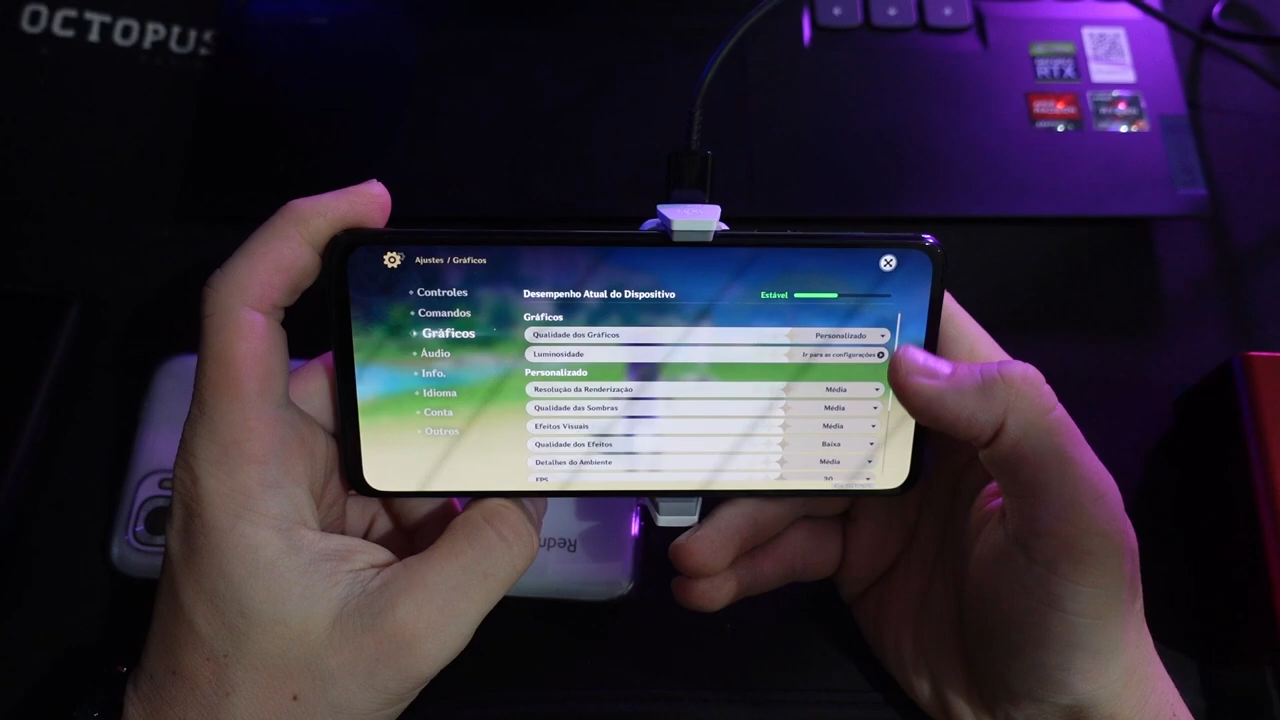 OCTOPUS
RTX
Ajustes / Gráficos
Controles
Comandos
Gráficos
Áudio
Info.
Idioma
Conta
Outros
Desempenho Atual do Dispositivo
Estável
Gráficos
Qualidade dos Gráficos
Personalizado
Luminosidade
Ir para as configurações
Personalizado
Resolução da Renderização
Média
Qualidade das Sombras
Média
Efeitos Visuais
Média
Qualidade dos Efeitos
Baixa
Detalhes do Ambiente
Média
FPS
30